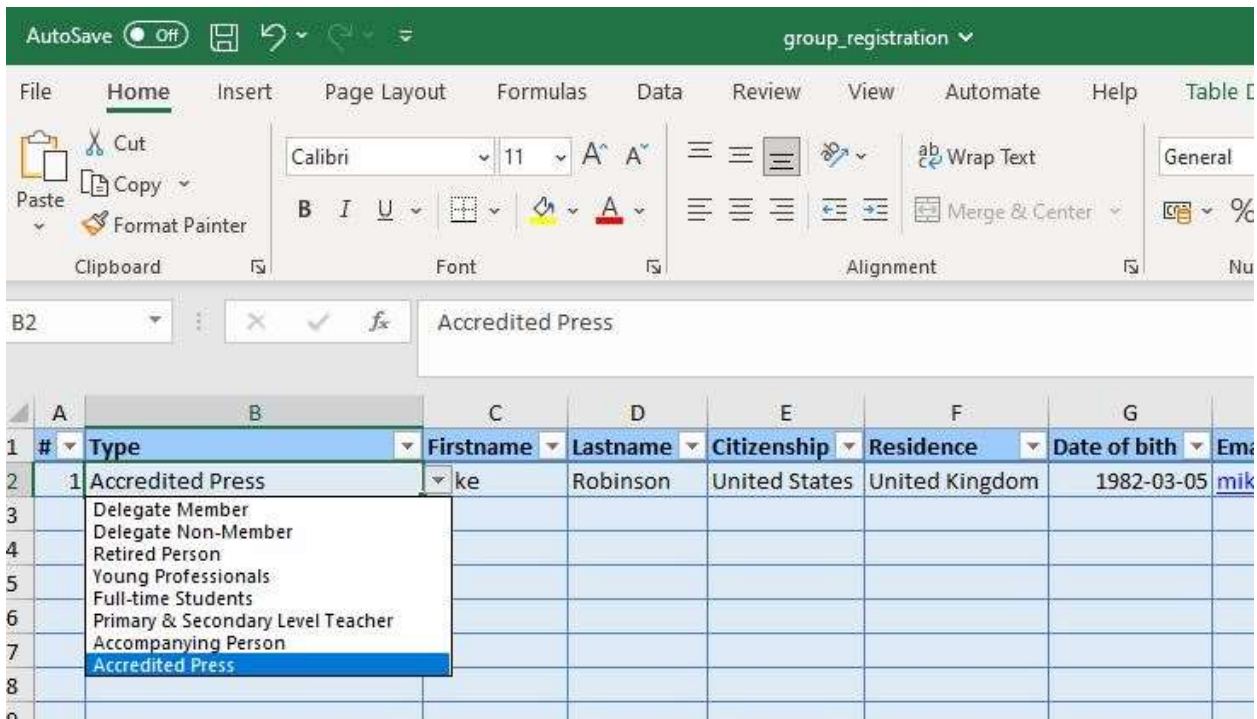 AutoSave Off group_registration
File Home Insert Page Layout Formulas Data Review View Automate Help Table D
Cut
Copy
Paste
Format Painter
Calibri 11 A^ A˅
B I U A
ab Wrap Text
Merge & Center
General
%
Clipboard Font Alignment Nu
B2 fx Accredited Press
A B C D E F G
1 # Type Firstname Lastname Citizenship Residence Date of bith Ema
2 1 Accredited Press ke Robinson United States United Kingdom 1982-03-05 mik
3 Delegate Member
Delegate Non-Member
4 Retired Person
5 Young Professionals
Full-time Students
6 Primary & Secondary Level Teacher
7 Accompanying Person
Accredited Press
8